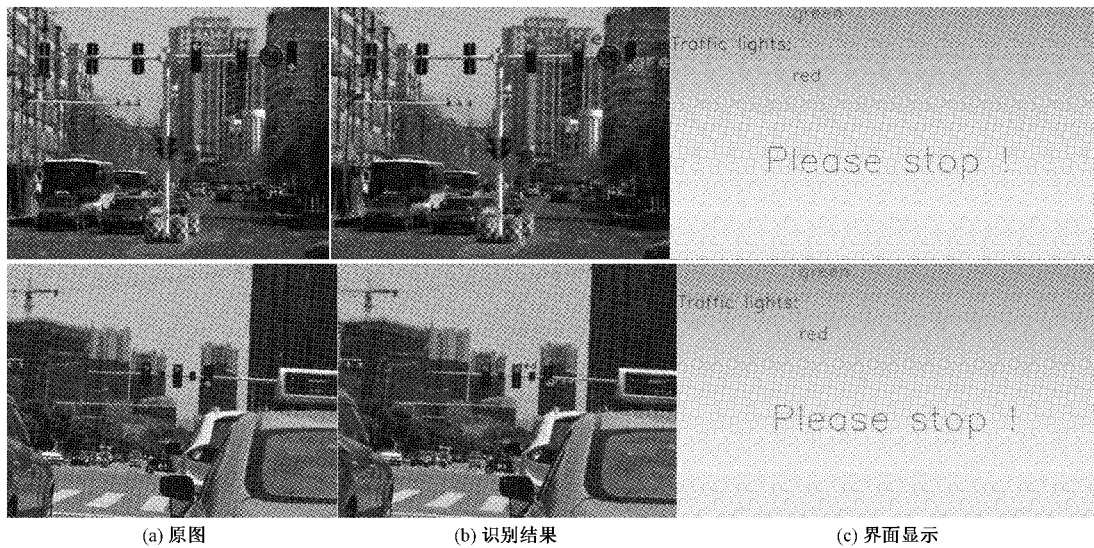 green
Traffic lights:
red
Please stop !
green
Traffic lights:
red
Please stop !
(a) 原图
(b) 识别结果
(c) 界面显示